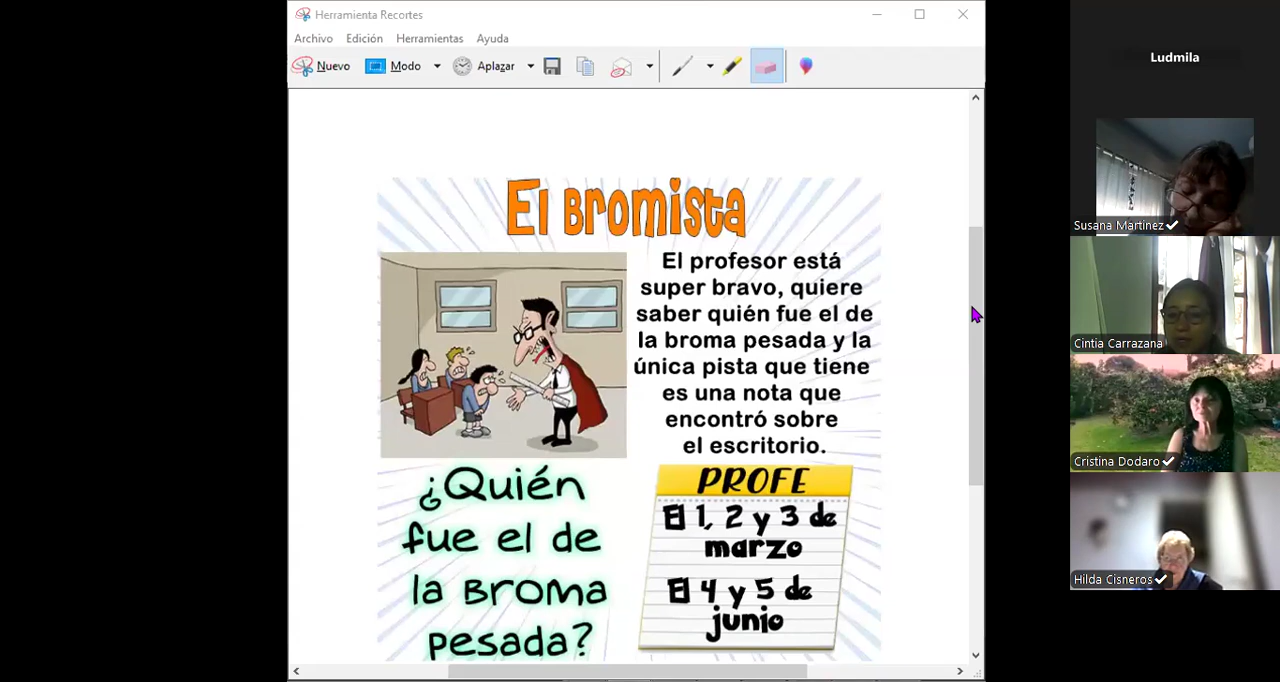 Herramienta Recortes
Archivo Edición Herramientas Ayuda
Nuevo Modo Aplazar
El Bromista
El profesor está
super bravo, quiere
saber quién fue el de
la broma pesada y la
única pista que tiene
es una nota que
encontró sobre
el escritorio.
¿Quién
fue el de
la Broma
pesada?
PROFE
El 1, 2 y 3 de
marzo
El 4 y 5 de
junio
Ludmila
Susana Martinez
Cintia Carrazana
Cristina Dodaro
Hilda Cisneros